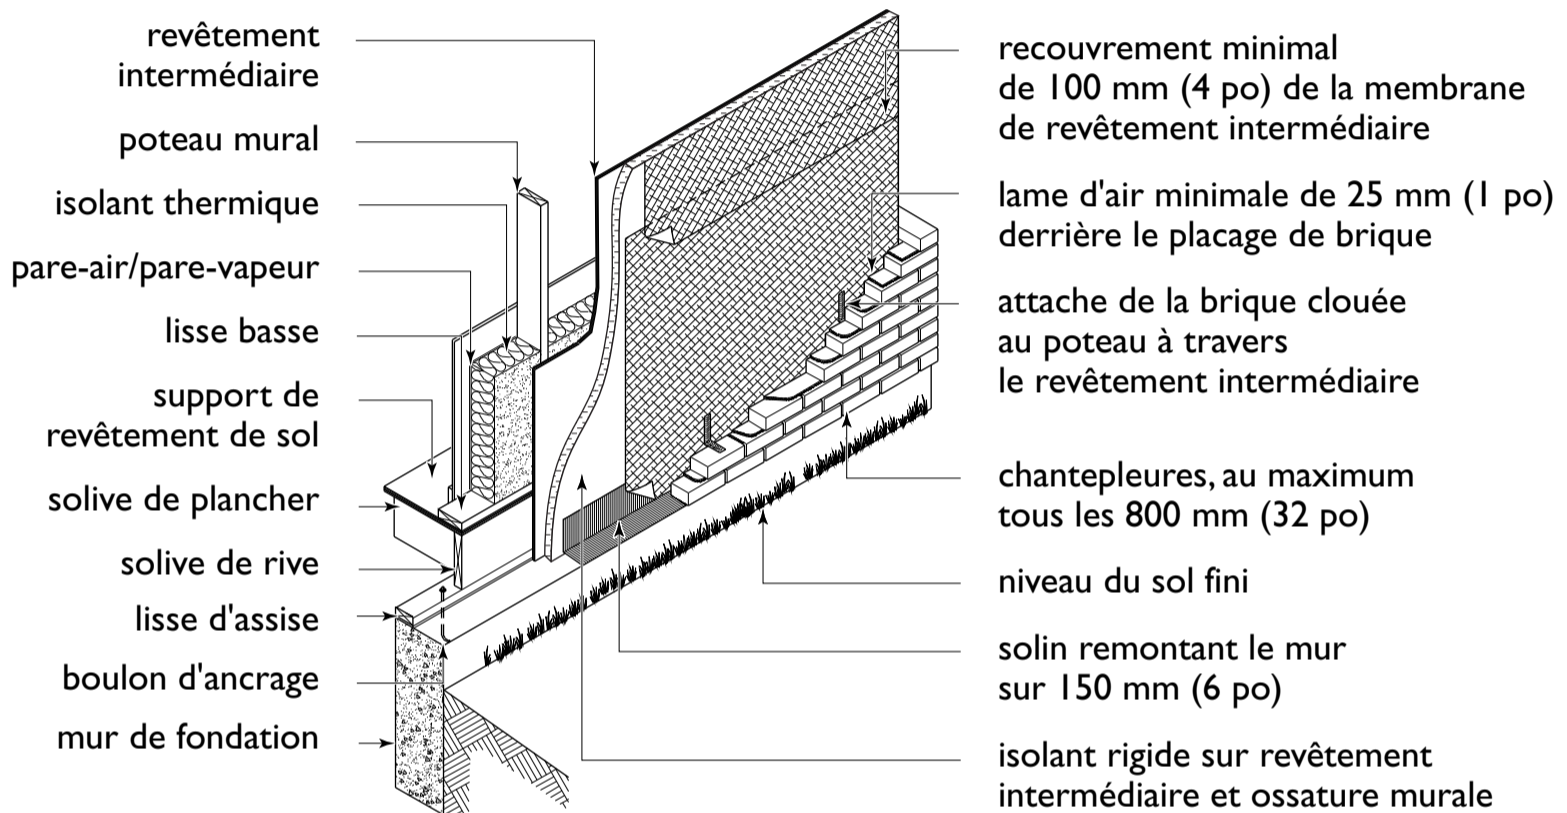 revêtement
intermédiaire
poteau mural
isolant thermique
pare-air/pare-vapeur
lisse basse
support de
revêtement de sol
solive de plancher
solive de rive
lisse d'assise
boulon d'ancrage
mur de fondation
recouvrement minimal
de 100 mm (4 po) de la membrane
de revêtement intermédiaire
lame d'air minimale de 25 mm (1 po)
derrière le placage de brique
attache de la brique clouée
au poteau à travers
le revêtement intermédiaire
chantepleures, au maximum
tous les 800 mm (32 po)
niveau du sol fini
solin remontant le mur
sur 150 mm (6 po)
isolant rigide sur revêtement
intermédiaire et ossature murale